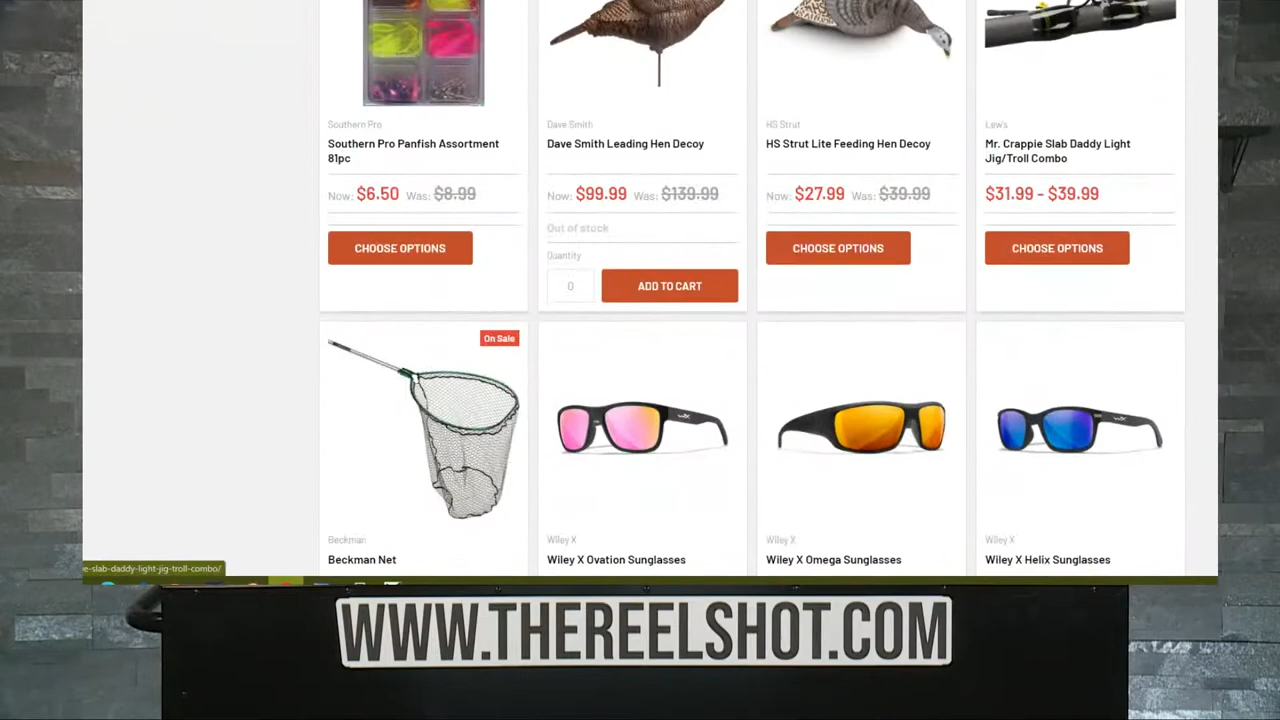 Southern Pro
Southern Pro Panfish Assortment
81pc
Now: $6.50 Was: $8.99
CHOOSE OPTIONS
Dave Smith
Dave Smith Leading Hen Decoy
Now: $99.99 Was: $139.99
Out of stock
Quantity
0
ADD TO CART
HS Strut
HS Strut Lite Feeding Hen Decoy
Now: $27.99 Was: $39.99
CHOOSE OPTIONS
Lew's
Mr. Crappie Slab Daddy Light
Jig/Troll Combo
$31.99 - $39.99
CHOOSE OPTIONS
On Sale
Beckman
Beckman Net
Wiley X
Wiley X Ovation Sunglasses
Wiley X
Wiley X Omega Sunglasses
Wiley X
Wiley X Helix Sunglasses
e-slab-daddy-light-jig-troll-combo/
WWW.THEREELSHOT.COM